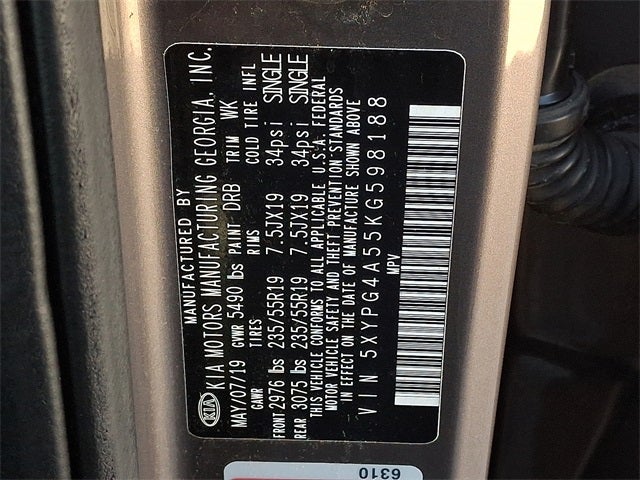 MANUFACTURED BY
KIA KIA MOTORS MANUFACTURING GEORGIA, INC.
MAY/07/19 GVWR 5490 lbs PAINT DRB TRIM WK
GAWR TIRES RIMS COLD TIRE INFL
FRONT 2976 lbs 235/55R19 7.5JX19 34psi SINGLE
REAR 3075 lbs 235/55R19 7.5JX19 34psi SINGLE
THIS VEHICLE CONFORMS TO ALL APPLICABLE U.S.A. FEDERAL
MOTOR VEHICLE SAFETY AND THEFT PREVENTION STANDARDS
IN EFFECT ON THE DATE OF MANUFACTURE SHOWN ABOVE
VIN 5XYPG4A55KG598188
MPV
6310